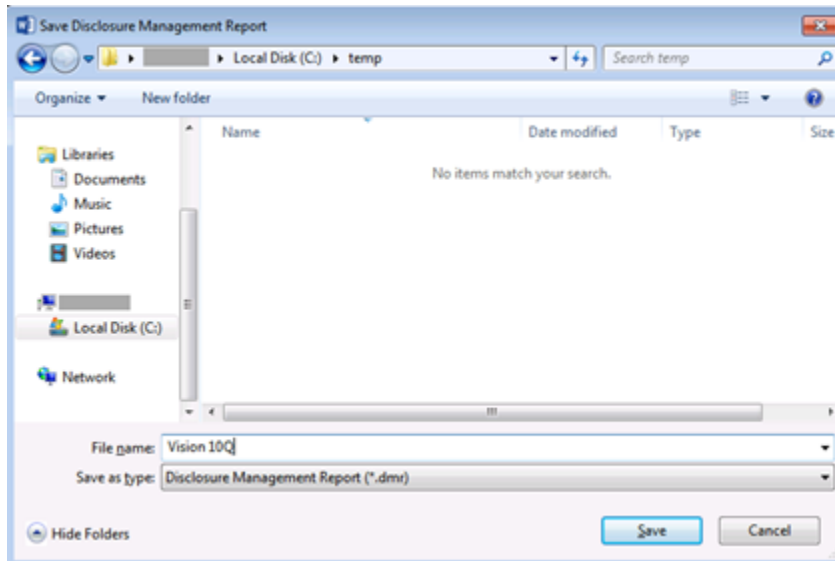 Save Disclosure Management Report
Local Disk (C:) temp
Search temp
Organize New folder
Name Date modified Type Size
Libraries
Documents
No items match your search.
Music
Pictures
Videos
Local Disk (C:)
Network
File name: Vision 10Q
Save as type: Disclosure Management Report (*.dmr)
Hide Folders Save Cancel